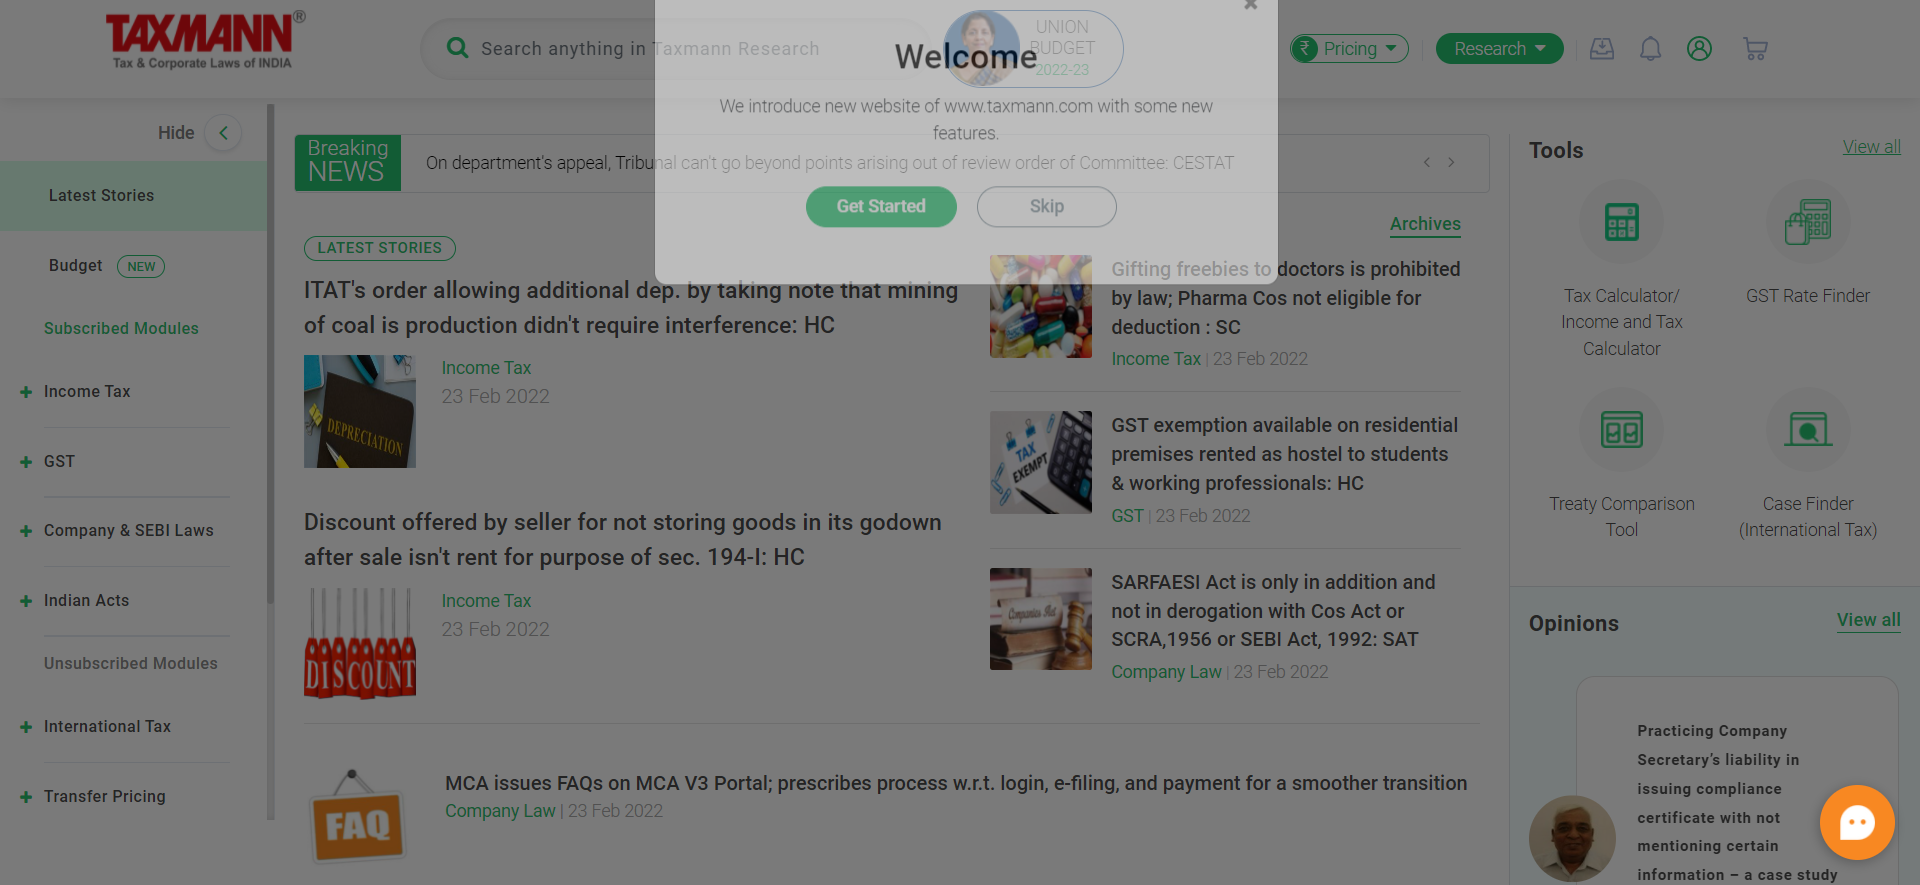 TAXMANN®
Tax & Corporate Laws of INDIA
Search anything in Taxmann Research
UNION
BUDGET
2022-23
Pricing
Research
Welcome
We introduce new website of www.taxmann.com with some new
features.
Get Started
Skip
Hide
Latest Stories
Budget NEW
Subscribed Modules
Income Tax
GST
Company & SEBI Laws
Indian Acts
Unsubscribed Modules
International Tax
Transfer Pricing
Breaking
NEWS
On department's appeal, Tribunal can't go beyond points arising out of review order of Committee: CESTAT
LATEST STORIES
Archives
ITAT's order allowing additional dep. by taking note that mining
of coal is production didn't require interference: HC
DEPRECIATION
Income Tax
23 Feb 2022
Discount offered by seller for not storing goods in its godown
after sale isn't rent for purpose of sec. 194-I: HC
DISCOUNT
Income Tax
23 Feb 2022
Gifting freebies to doctors is prohibited
by law; Pharma Cos not eligible for
deduction : SC
Income Tax | 23 Feb 2022
TAX
EXEMPT
GST exemption available on residential
premises rented as hostel to students
& working professionals: HC
GST | 23 Feb 2022
Companies Act
SARFAESI Act is only in addition and
not in derogation with Cos Act or
SCRA,1956 or SEBI Act, 1992: SAT
Company Law | 23 Feb 2022
FAQ
MCA issues FAQs on MCA V3 Portal; prescribes process w.r.t. login, e-filing, and payment for a smoother transition
Company Law | 23 Feb 2022
Tools
View all
Tax Calculator/
Income and Tax
Calculator
GST Rate Finder
Treaty Comparison
Tool
Case Finder
(International Tax)
Opinions
View all
Practicing Company
Secretary’s liability in
issuing compliance
certificate with not
mentioning certain
information – a case study